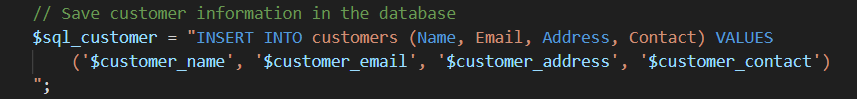 // Save customer information in the database
$sql_customer = "INSERT INTO customers (Name, Email, Address, Contact) VALUES
('$customer_name', '$customer_email', '$customer_address', '$customer_contact')
";